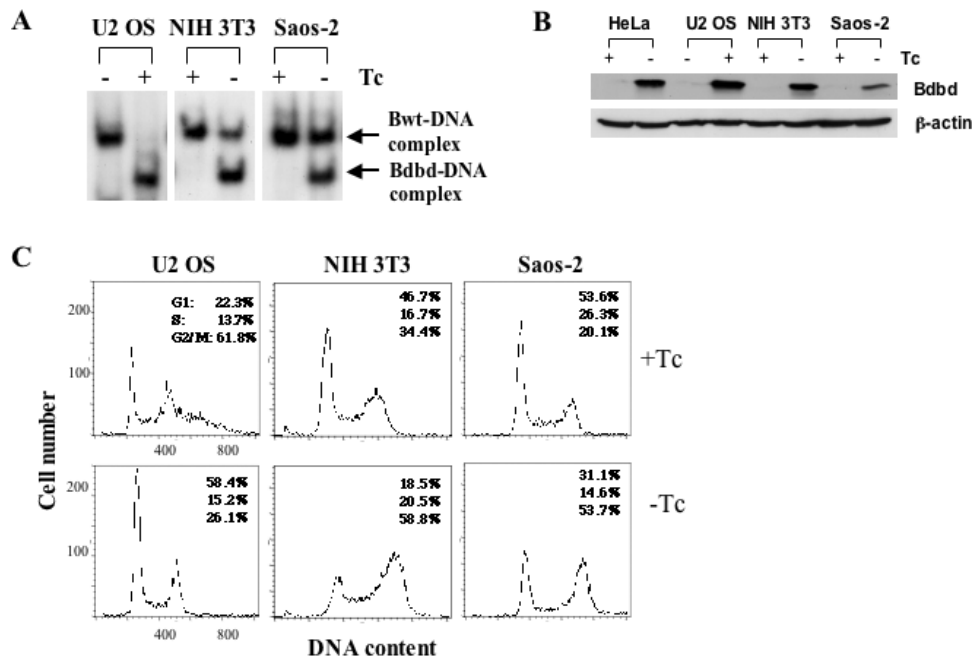 A
U2 OS NIH 3T3 Saos-2
- + + - + - Tc
Bwt-DNA
complex
Bdbd-DNA
complex
B
HeLa U2 OS NIH 3T3 Saos-2
+ - - + + - + - Tc
Bdbd
β-actin
C
U2 OS NIH 3T3 Saos-2
G1: 22.3%
S: 13.7%
G2/M: 61.8%
46.7%
16.7%
34.4%
53.6%
26.3%
20.1%
+Tc
200
100
400 800
58.4%
15.2%
26.1%
18.5%
20.5%
58.8%
31.1%
14.6%
53.7%
-Tc
200
100
400 800
Cell number
DNA content